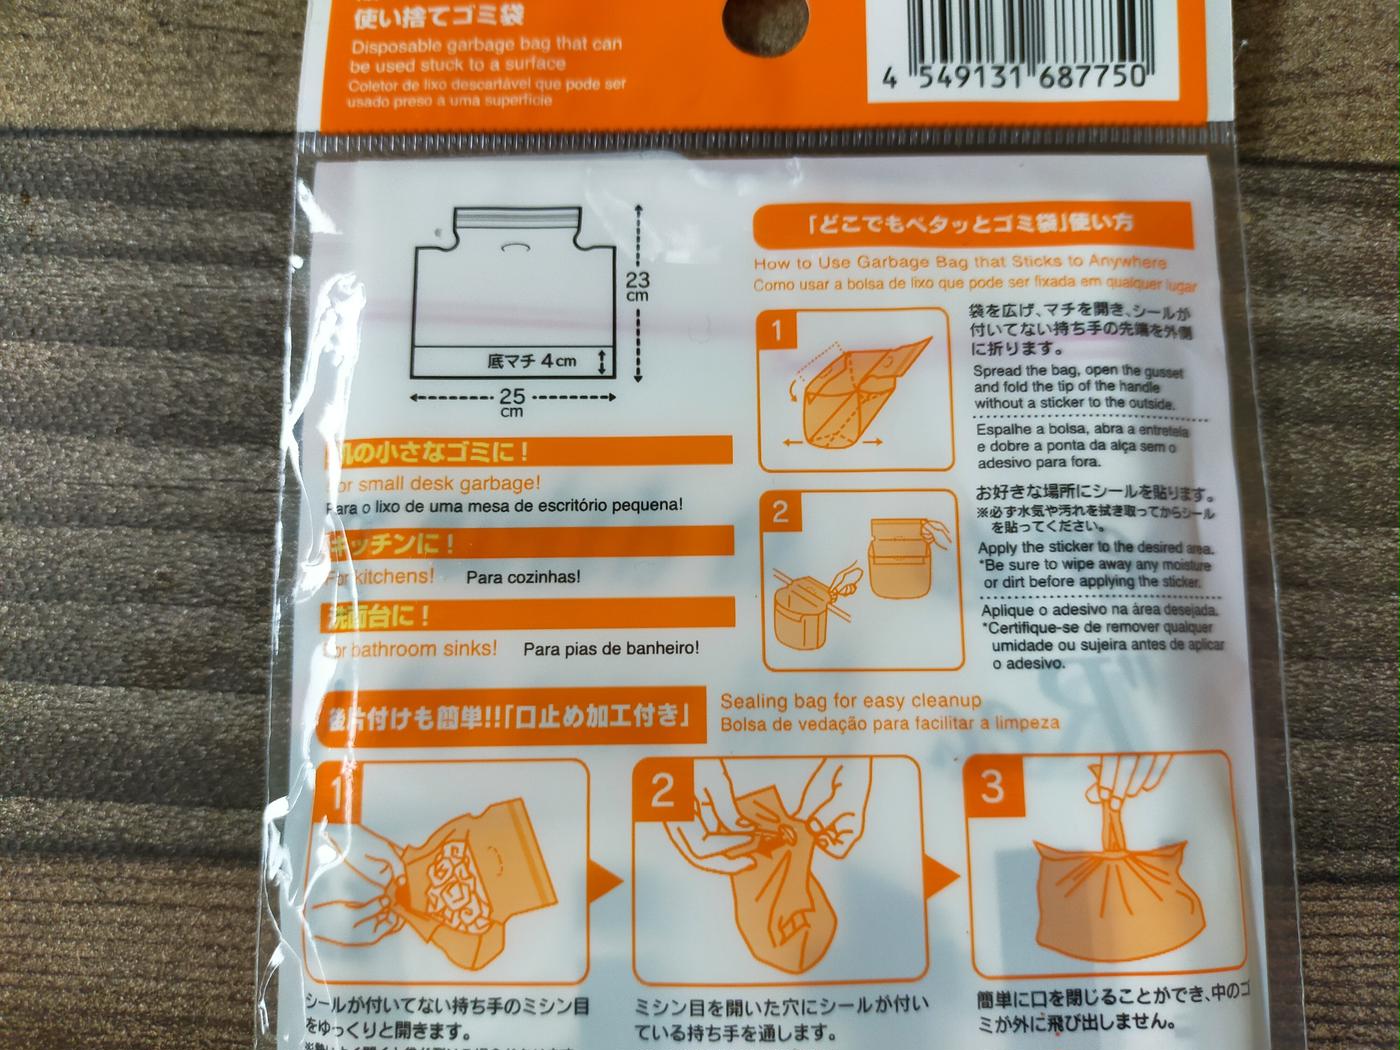 使い捨てゴミ袋
Disposable garbage bag that can
be used stuck to a surface
Coletor de lixo descartável que pode ser
usado preso a uma superfície
4 549131 687750
23
cm
底マチ 4cm
25
cm
の小さなゴミに!
for small desk garbage!
Para o lixo de uma mesa de escritório pequena!
キッチンに!
For kitchens! Para cozinhas!
洗面台に!
For bathroom sinks! Para pias de banheiro!
「どこでもペタッとゴミ袋」使い方
How to Use Garbage Bag that Sticks to Anywhere
Como usar a bolsa de lixo que pode ser fixada em qualquer lugar
1
袋を広げ、マチを開き、シールが
付いてない持ち手の先端を外側
に折ります。
Spread the bag, open the gusset
and fold the tip of the handle
without a sticker to the outside.
Espalhe a bolsa, abra a entretela
e dobre a ponta da alça sem o
adesivo para fora.
2
お好きな場所にシールを貼ります。
※必ず水気や汚れを拭き取ってからシール
を貼ってください。
Apply the sticker to the desired area.
*Be sure to wipe away any moisture
or dirt before applying the sticker.
Aplique o adesivo na área desejada.
*Certifique-se de remover qualquer
umidade ou sujeira antes de aplicar
o adesivo.
後片付けも簡単!!「口止め加工付き」
Sealing bag for easy cleanup
Bolsa de vedação para facilitar a limpeza
1
2
3
シールが付いてない持ち手のミシン目
をゆっくりと開きます。
ミシン目を開いた穴にシールが付い
ている持ち手を通します。
簡単に口を閉じることができ、中のゴ
ミが外に飛び出しません。